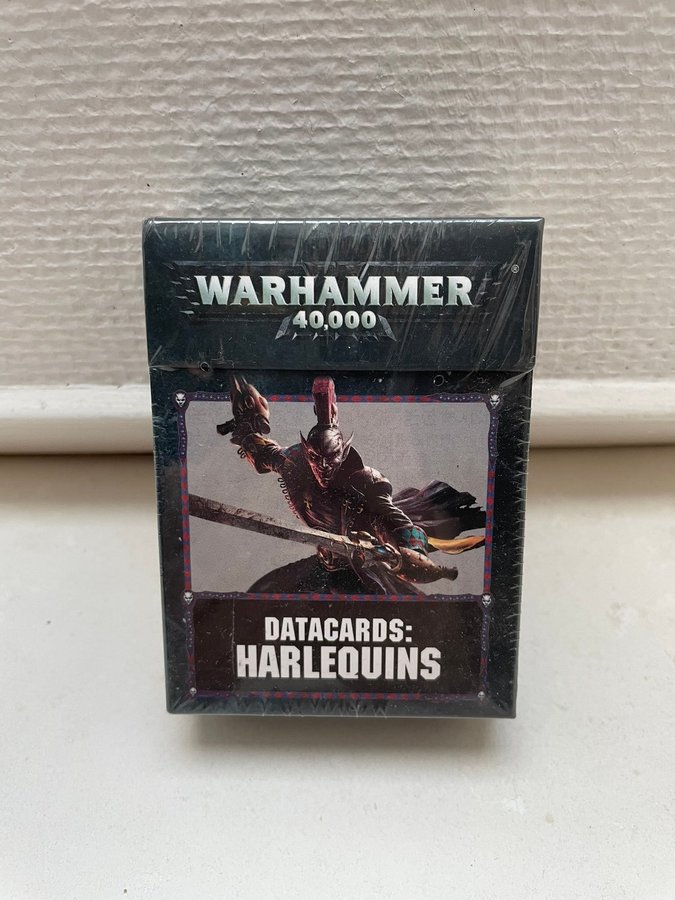 WARHAMMER®
40,000
DATACARDS:
HARLEQUINS